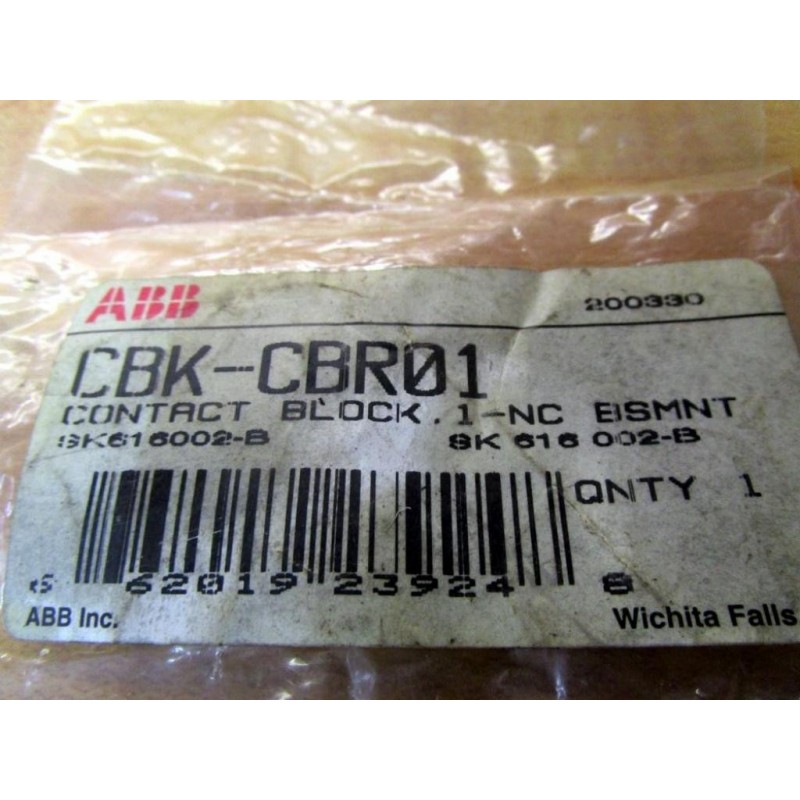 ABB
200330
CBK-CBR01
CONTACT BLOCK, 1-NC BSMNT
SK616002-B SK 616 002-B
QNTY 1
6 62019 23924 8
ABB Inc. Wichita Falls